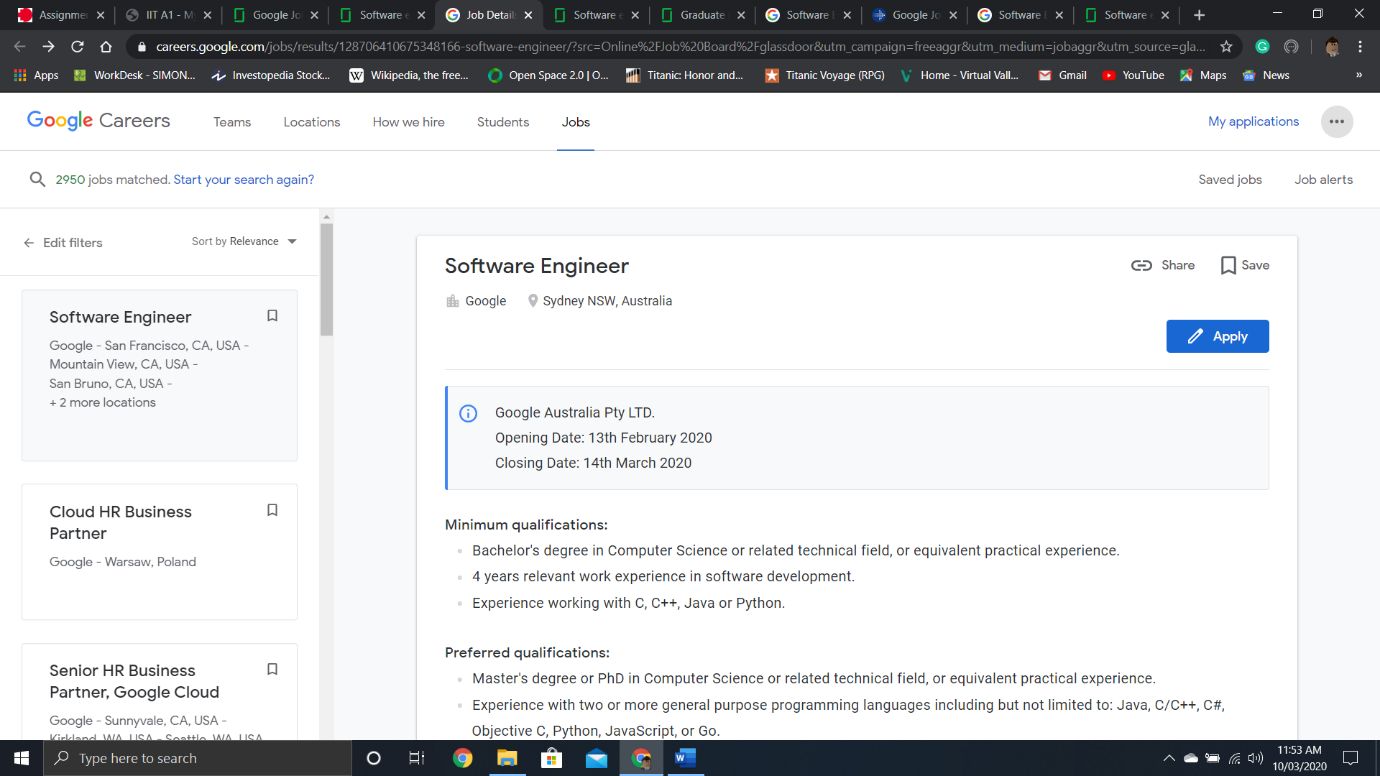 Assignme
IIT A1 - M
Google Jo
Software e
Job Detail
Software e
Graduate
Software
Google Jo
Software
Software e
careers.google.com/jobs/results/128706410675348166-software-engineer/?src=Online%2FJob%20Board%2Fglassdoor&utm_campaign=freeaggr&utm_medium=jobaggr&utm_source=gla...
Apps
WorkDesk - SIMON...
Investopedia Stock...
Wikipedia, the free...
Open Space 2.0 | O...
Titanic: Honor and...
Titanic Voyage (RPG)
Home - Virtual Vall...
Gmail
YouTube
Maps
News
»
Google Careers
Teams
Locations
How we hire
Students
Jobs
My applications
2950 jobs matched. Start your search again?
Saved jobs
Job alerts
Edit filters
Sort by Relevance
Software Engineer
Google - San Francisco, CA, USA -
Mountain View, CA, USA -
San Bruno, CA, USA -
+ 2 more locations
Cloud HR Business
Partner
Google - Warsaw, Poland
Senior HR Business
Partner, Google Cloud
Google - Sunnyvale, CA, USA -
Kirkland, WA, USA - Seattle, WA, USA
Software Engineer
Share
Save
Google
Sydney NSW, Australia
Apply
Google Australia Pty LTD.
Opening Date: 13th February 2020
Closing Date: 14th March 2020
Minimum qualifications:
Bachelor's degree in Computer Science or related technical field, or equivalent practical experience.
4 years relevant work experience in software development.
Experience working with C, C++, Java or Python.
Preferred qualifications:
Master's degree or PhD in Computer Science or related technical field, or equivalent practical experience.
Experience with two or more general purpose programming languages including but not limited to: Java, C/C++, C#,
Objective C, Python, JavaScript, or Go.
Type here to search
11:53 AM
10/03/2020